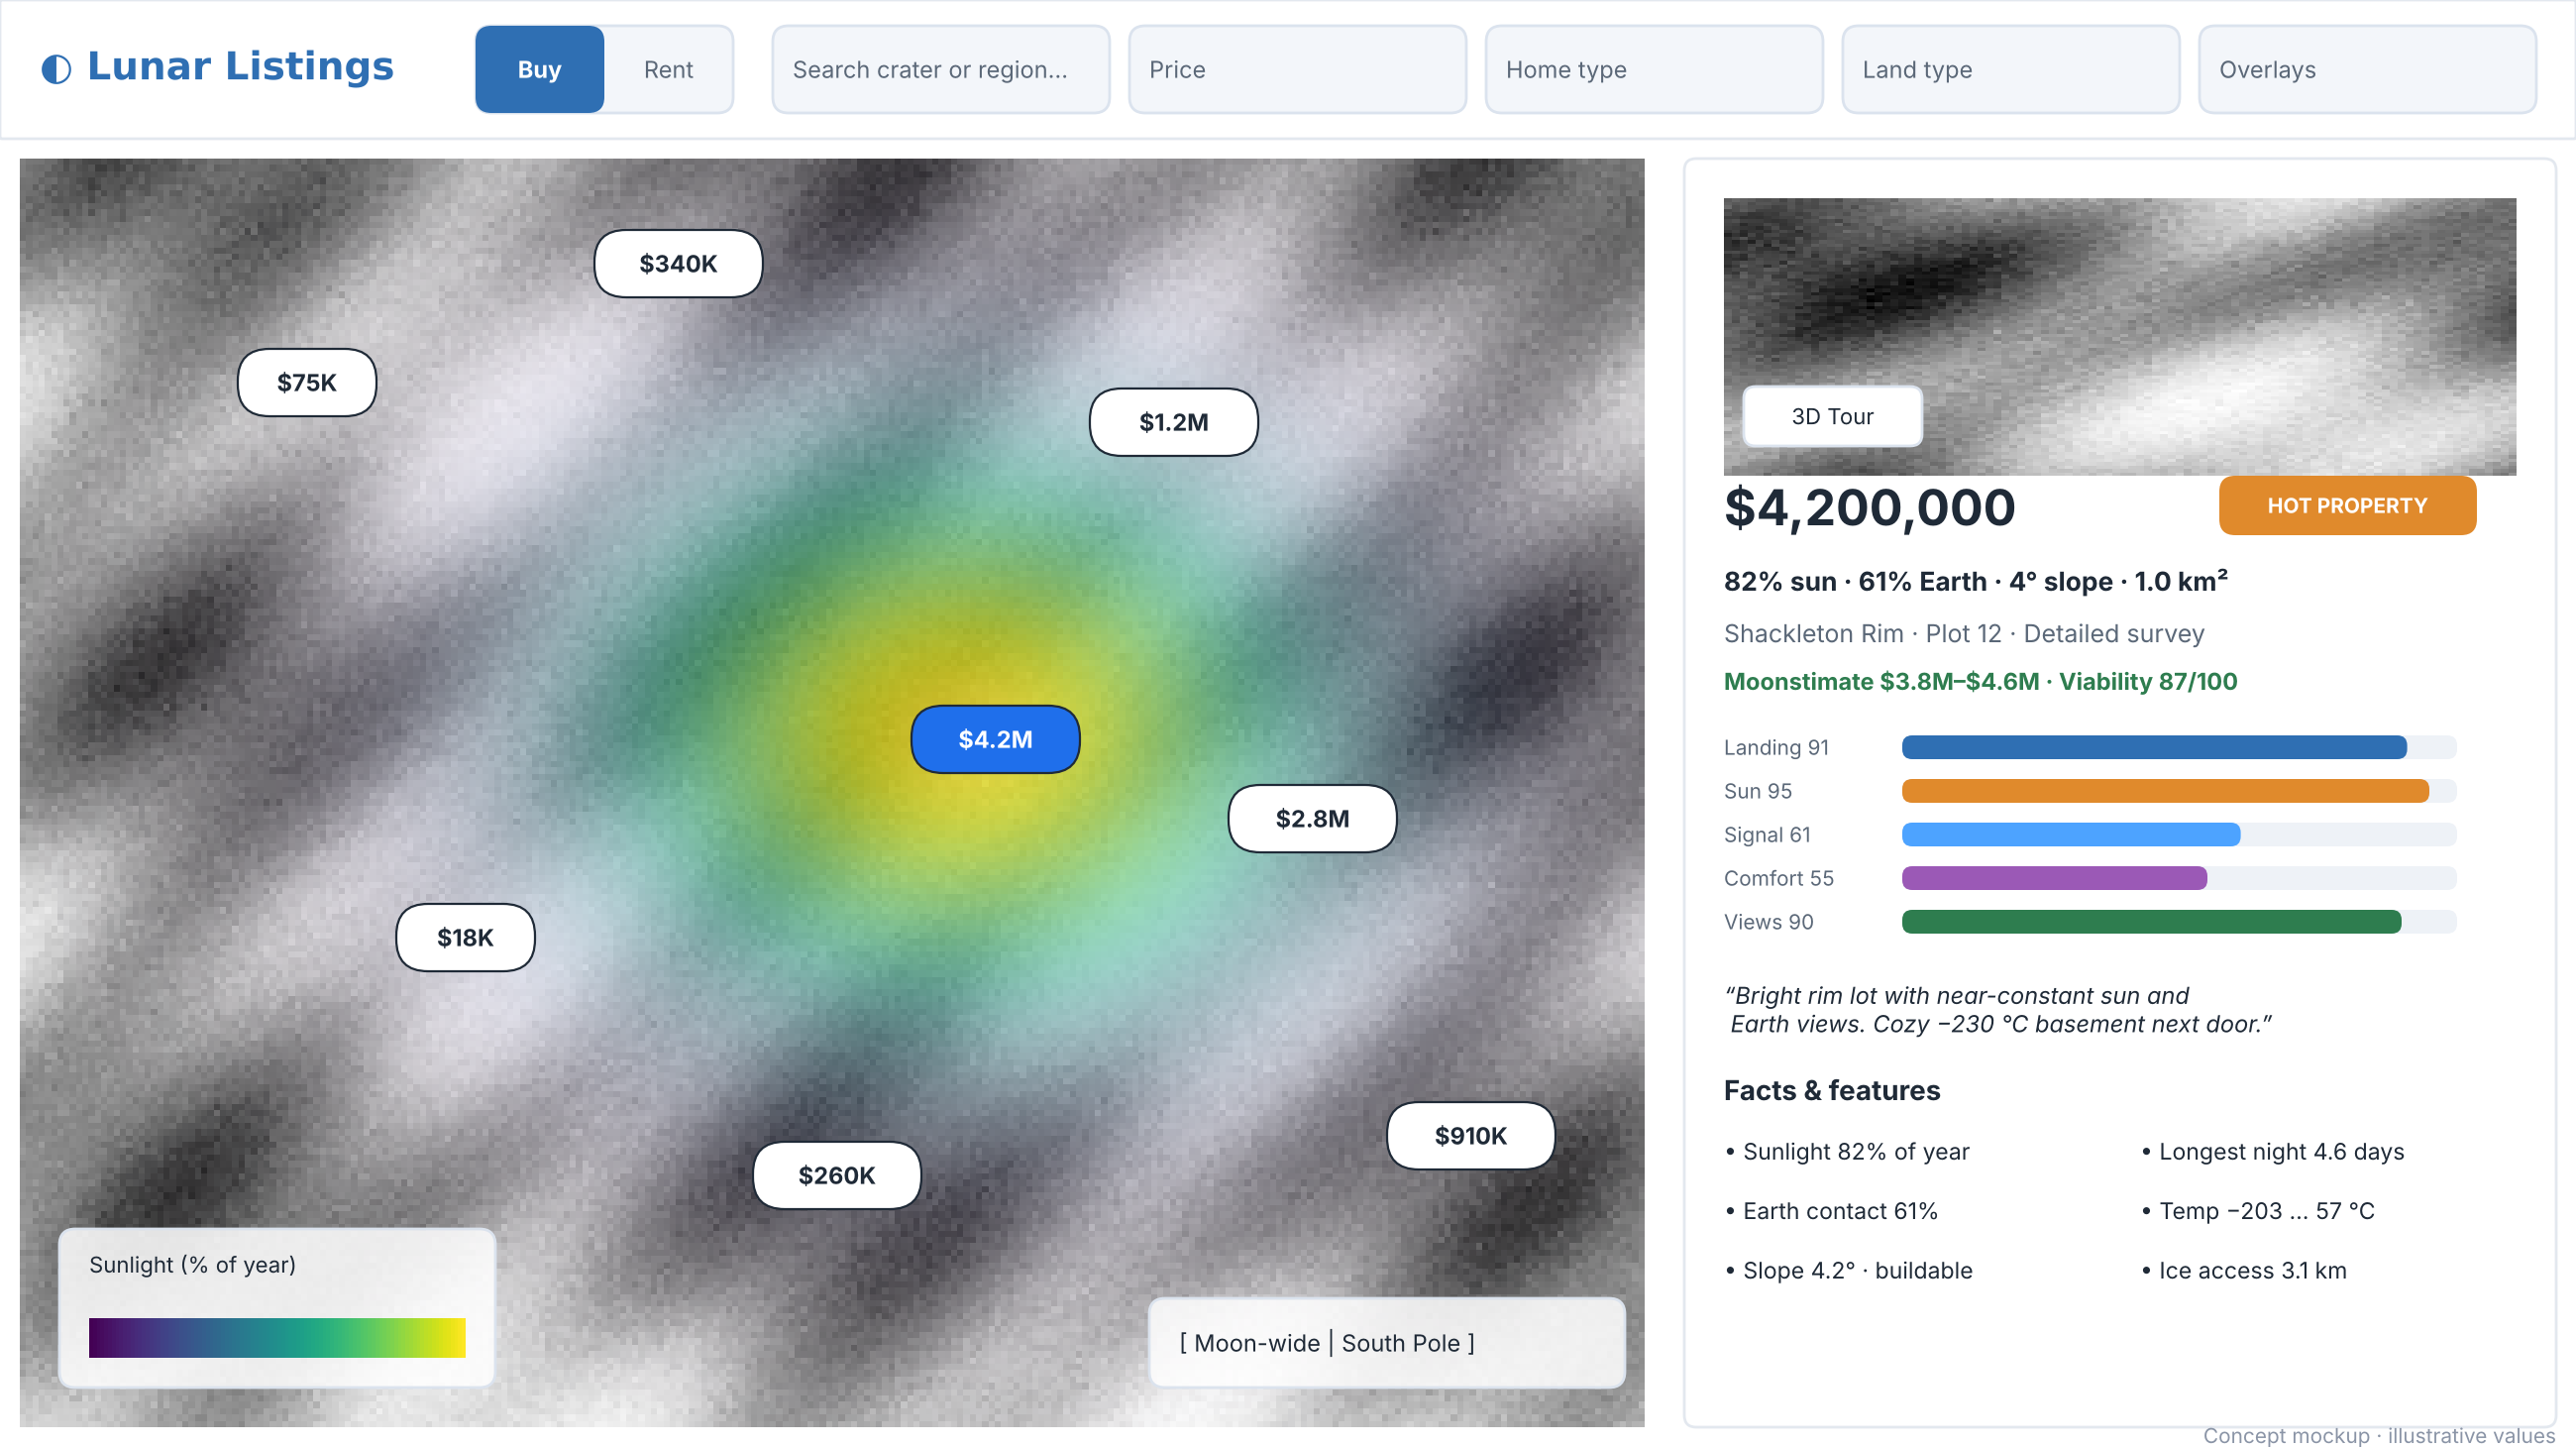 ◐ Lunar Listings
Buy
Rent
Search crater or region...
Price
Home type
Land type
Overlays
$340K
$75K
$1.2M
$4.2M
$2.8M
$18K
$910K
$260K
Sunlight (% of year)
[ Moon-wide | South Pole ]
3D Tour
$4,200,000
HOT PROPERTY
82% sun · 61% Earth · 4° slope · 1.0 km²
Shackleton Rim · Plot 12 · Detailed survey
Moonstimate $3.8M–$4.6M · Viability 87/100
Landing 91
Sun 95
Signal 61
Comfort 55
Views 90
“Bright rim lot with near-constant sun and
Earth views. Cozy −230 °C basement next door.”
Facts & features
• Sunlight 82% of year
• Longest night 4.6 days
• Earth contact 61%
• Temp −203 … 57 °C
• Slope 4.2° · buildable
• Ice access 3.1 km
Concept mockup · illustrative values